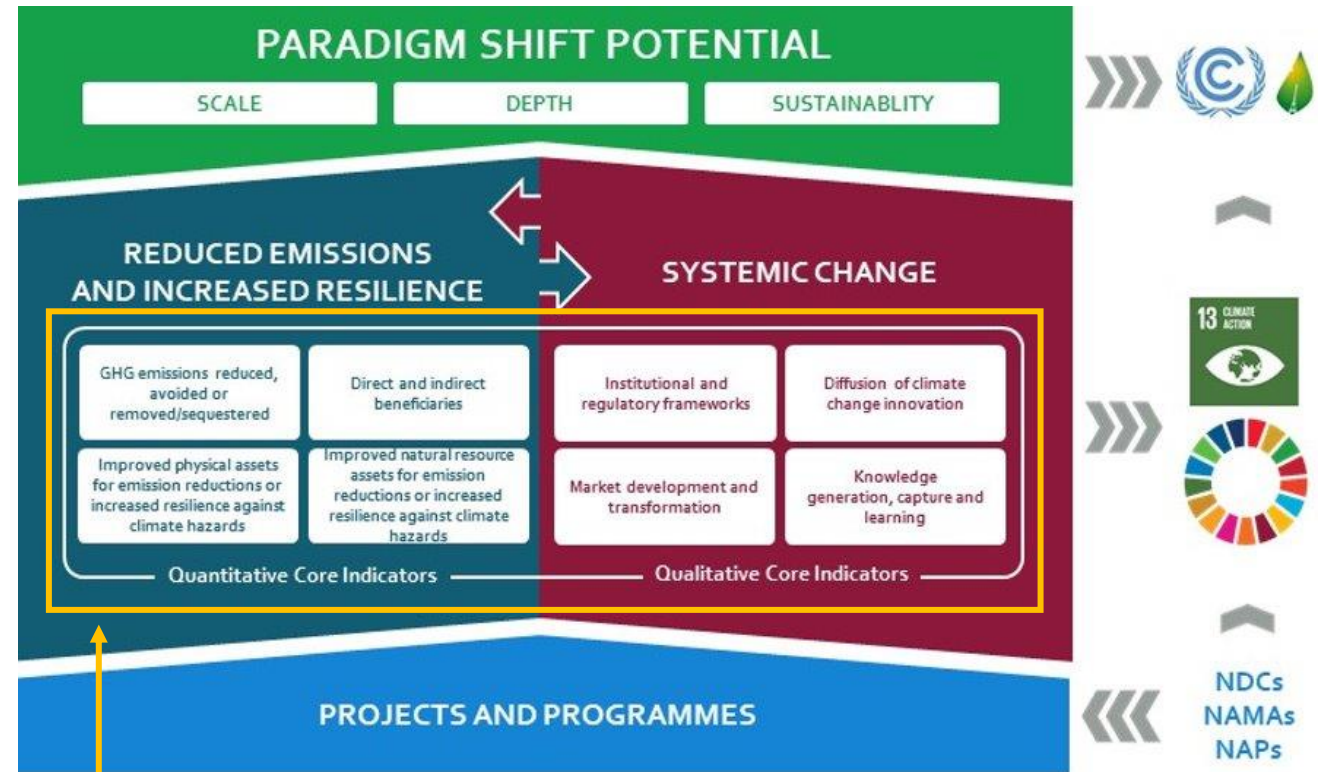 PARADIGM SHIFT POTENTIAL
SCALE
DEPTH
SUSTAINABLITY
REDUCED EMISSIONS
AND INCREASED RESILIENCE
GHG emissions reduced,
avoided or
removed/sequestered
Direct and indirect
beneficiaries
Improved physical assets
for emission reductions or
increased resilience against
climate hazards
Improved natural resource
assets for emission
reductions or increased
resilience against climate
hazards
Quantitative Core Indicators
SYSTEMIC CHANGE
Institutional and
regulatory frameworks
Diffusion of climate
change innovation
Market development and
transformation
Knowledge
generation, capture and
learning
Qualitative Core Indicators
PROJECTS AND PROGRAMMES
13 CLIMATE
ACTION
NDCs
NAMAs
NAPs